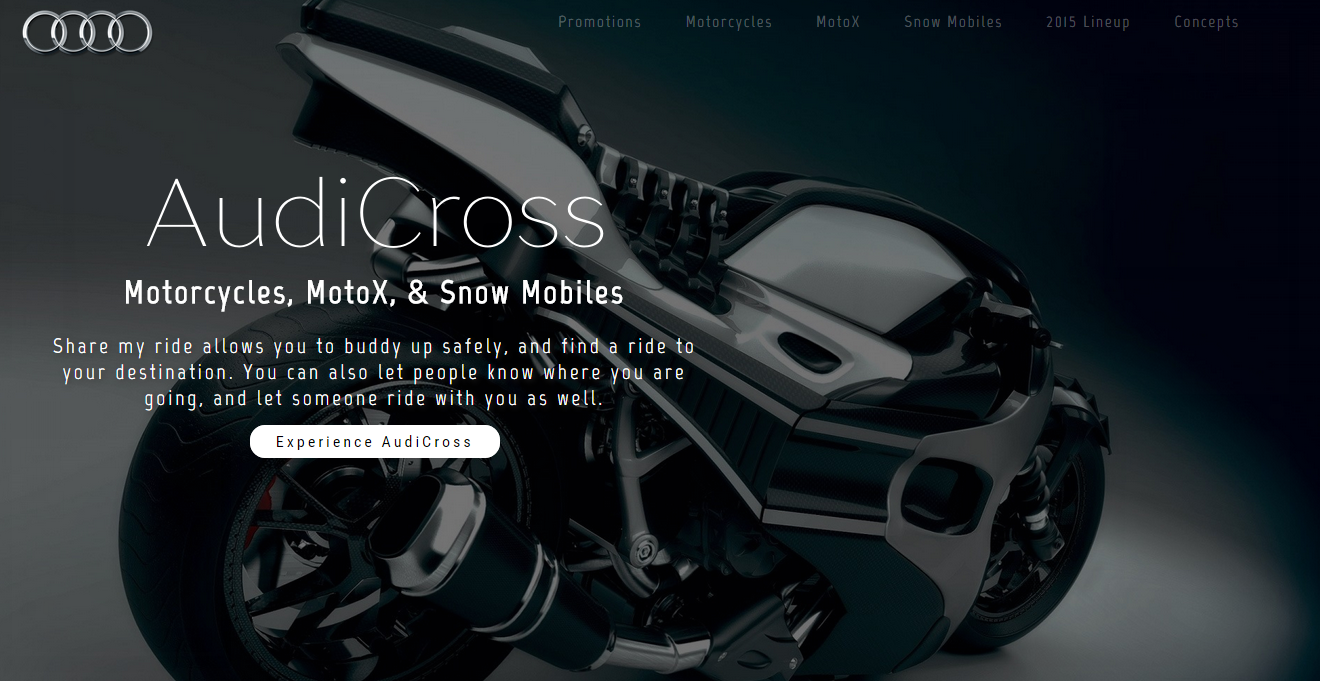 Promotions Motorcycles MotoX Snow Mobiles 2015 Lineup Concepts
AudiCross
Motorcycles, MotoX, & Snow Mobiles
Share my ride allows you to buddy up safely, and find a ride to
your destination. You can also let people know where you are
going, and let someone ride with you as well.
Experience AudiCross